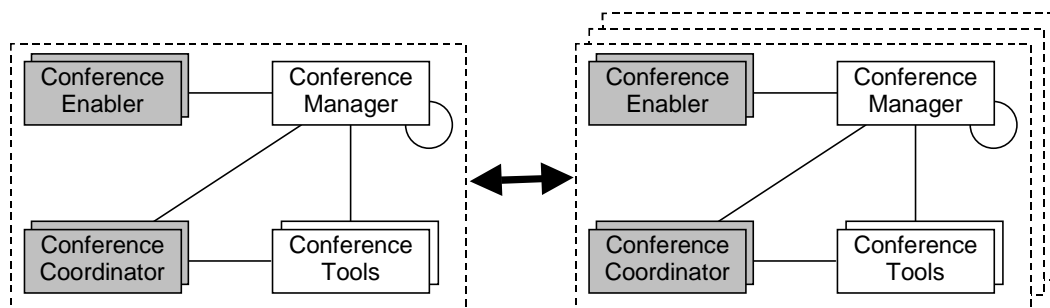 Conference
Enabler
Conference
Manager
Conference
Coordinator
Conference
Tools
Conference
Enabler
Conference
Manager
Conference
Coordinator
Conference
Tools